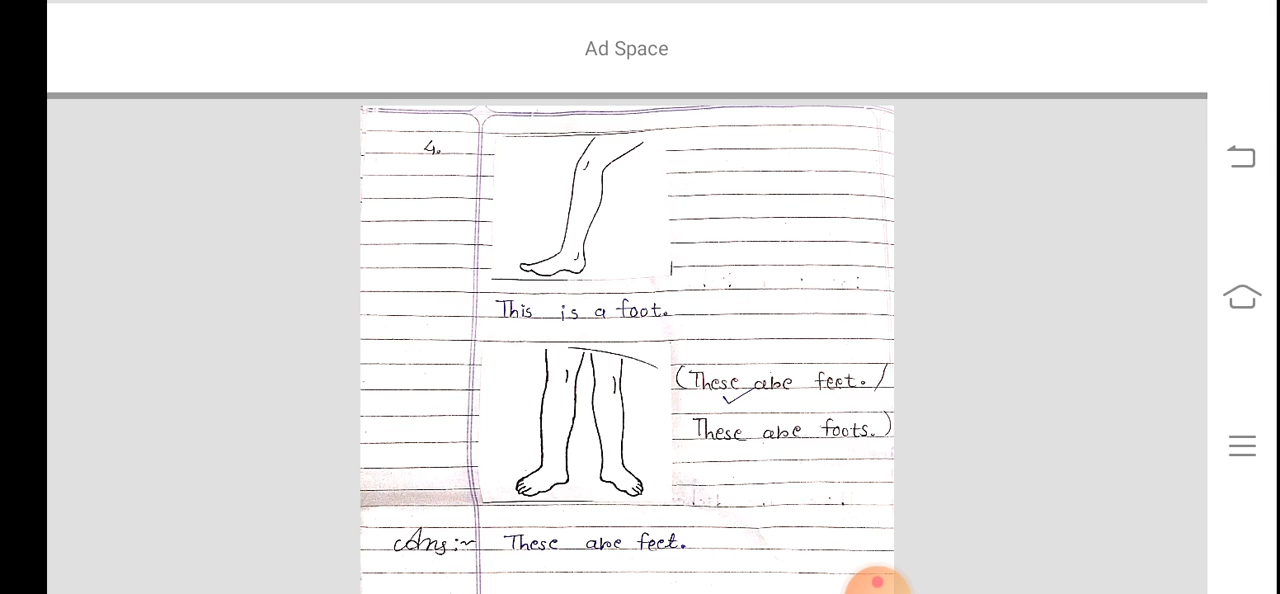 Ad Space
4.
This is a foot.
(These are feet. /
These are foots.)
Ans :- These are feet.